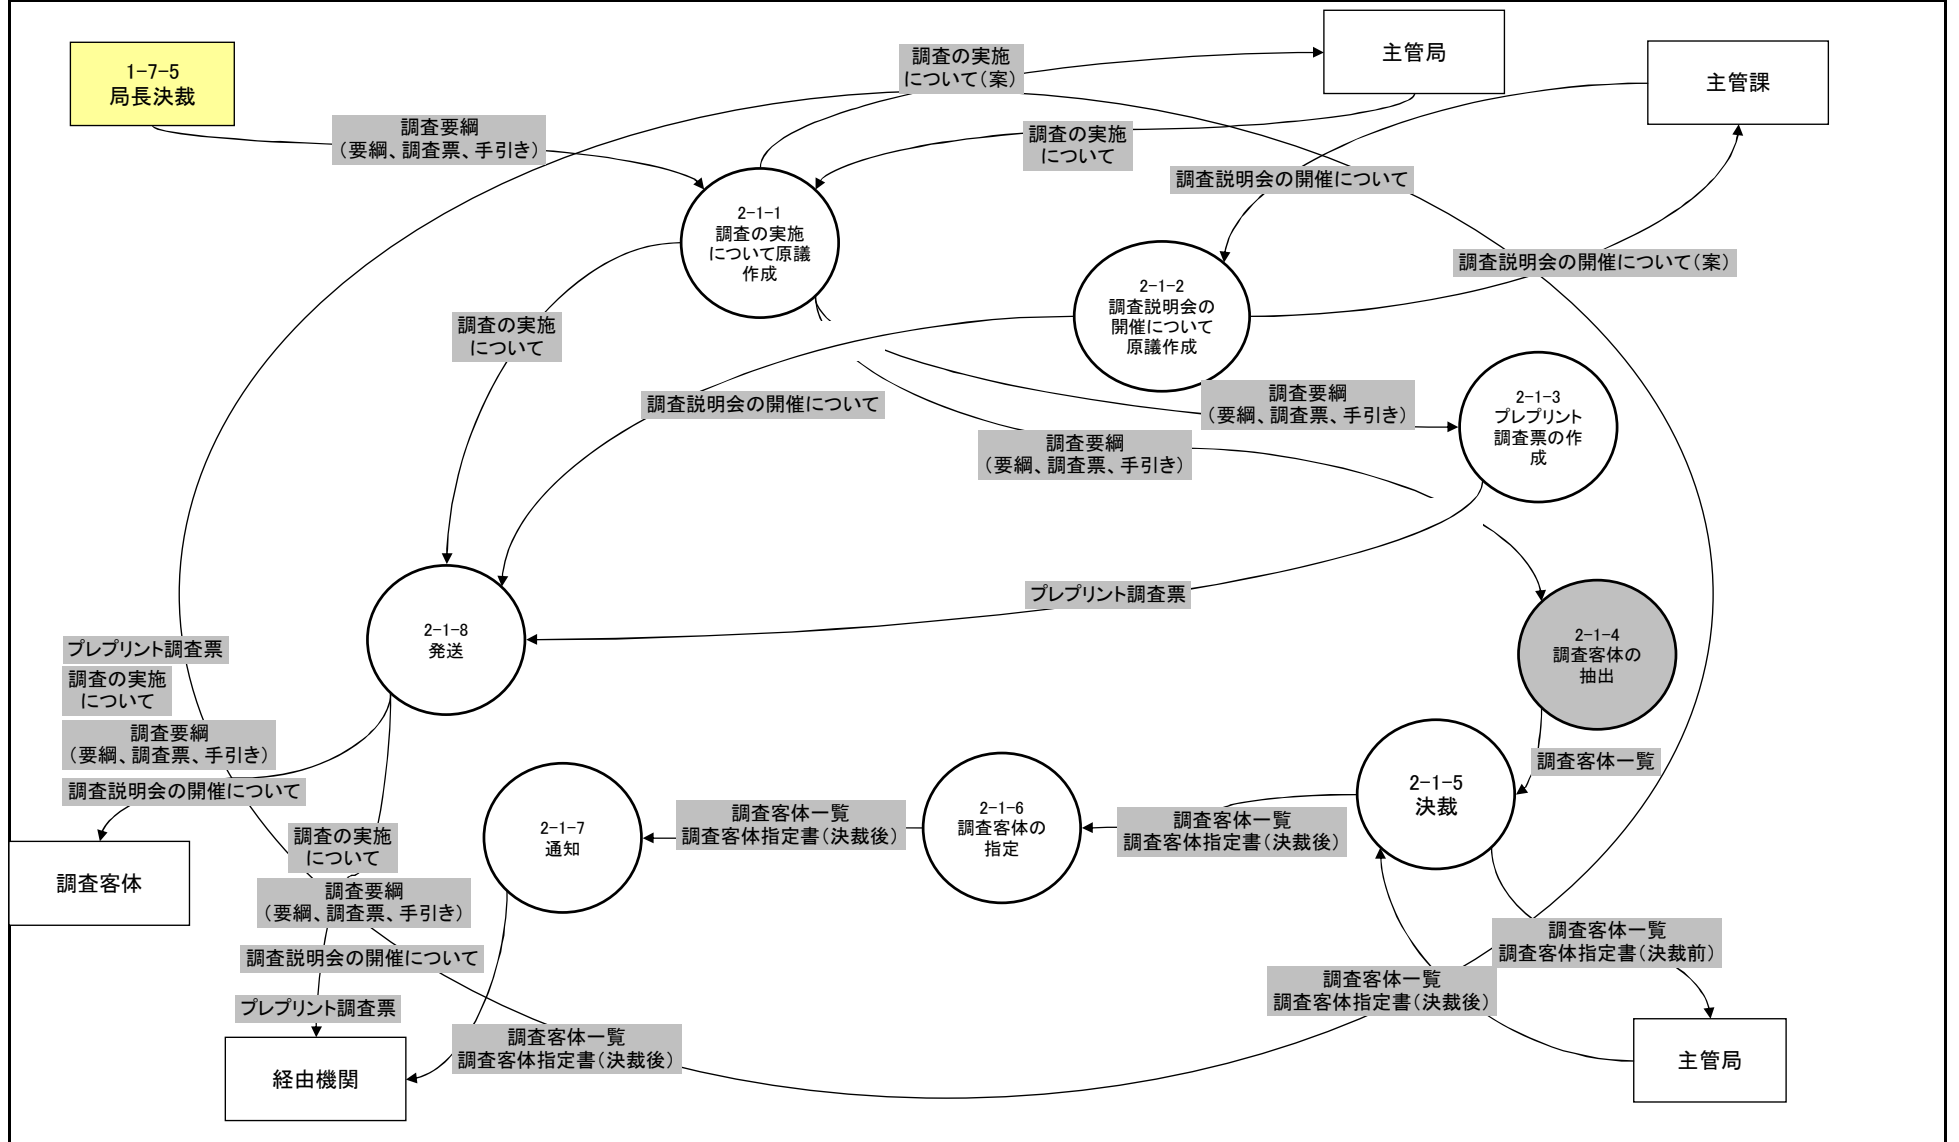 1-7-5
局長決裁
調査の実施
について（案）
主管局
主管課
調査要綱
（要綱、調査票、手引き）
調査の実施
について
調査説明会の開催について
2-1-1
調査の実施
について原議
作成
調査説明会の開催について（案）
2-1-2
調査説明会の
開催について
原議作成
調査の実施
について
調査説明会の開催について
調査要綱
（要綱、調査票、手引き）
2-1-3
プレプリント
調査票の作
成
調査要綱
（要綱、調査票、手引き）
プレプリント調査票
2-1-8
発送
2-1-4
調査客体の
抽出
プレプリント調査票
調査の実施
について
調査要綱
（要綱、調査票、手引き）
調査説明会の開催について
調査客体一覧
2-1-5
決裁
調査客体一覧
調査客体指定書（決裁後）
2-1-6
調査客体の
指定
調査客体一覧
調査客体指定書（決裁後）
2-1-7
通知
調査客体
調査の実施
について
調査要綱
（要綱、調査票、手引き）
調査説明会の開催について
プレプリント調査票
調査客体一覧
調査客体指定書（決裁前）
調査客体一覧
調査客体指定書（決裁後）
調査客体一覧
調査客体指定書（決裁後）
経由機関
主管局